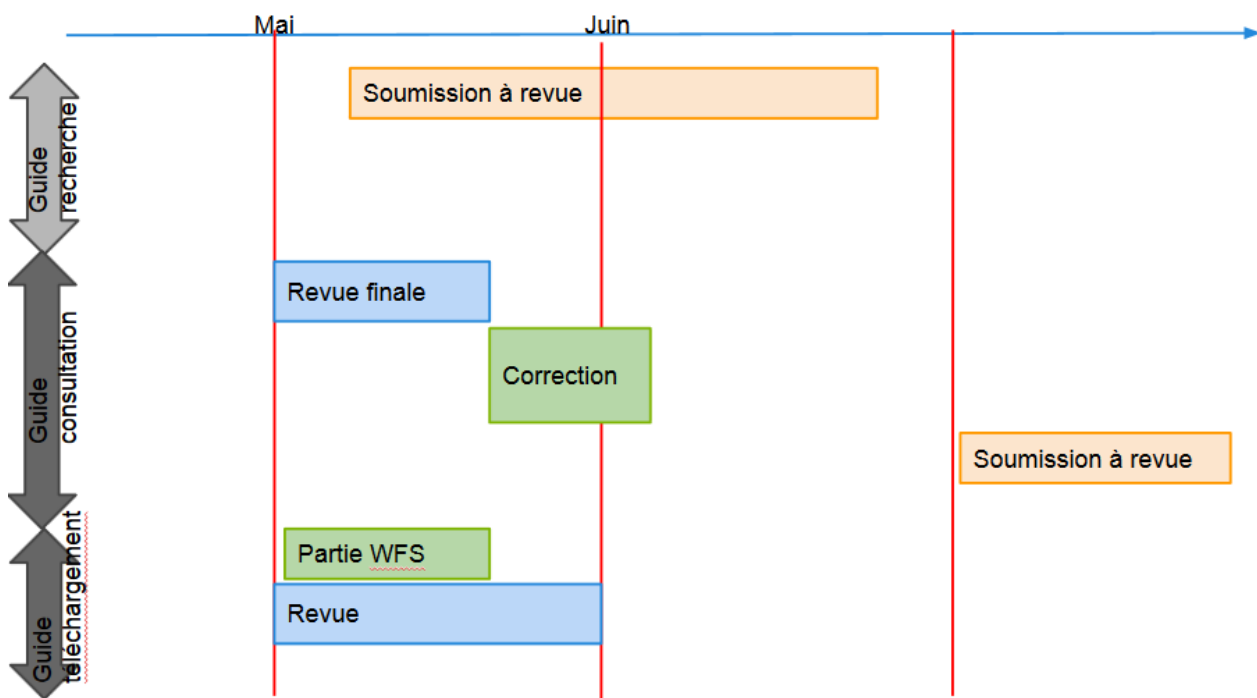 Mai
Juin
Guide
recherche
Soumission à revue
Guide
consultation
Revue finale
Correction
Soumission à revue
Guide
téléchargement
Partie WFS
Revue